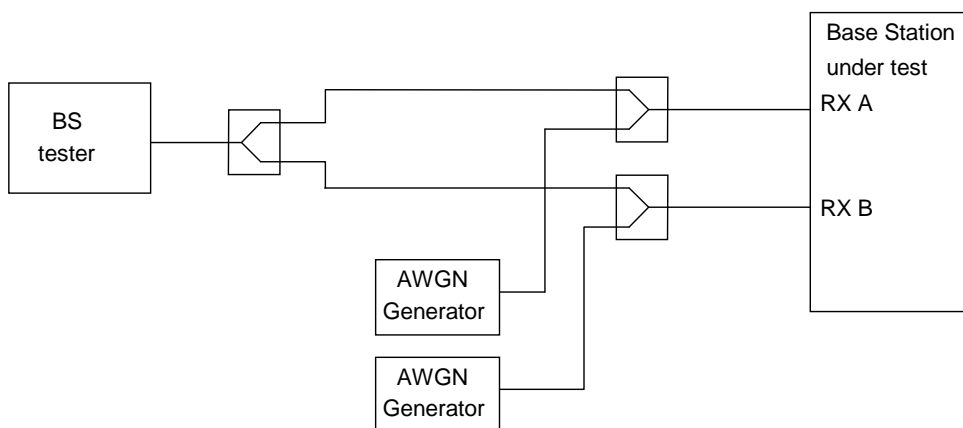 BS
tester
Base Station
under test
RX A
RX B
AWGN
Generator
AWGN
Generator